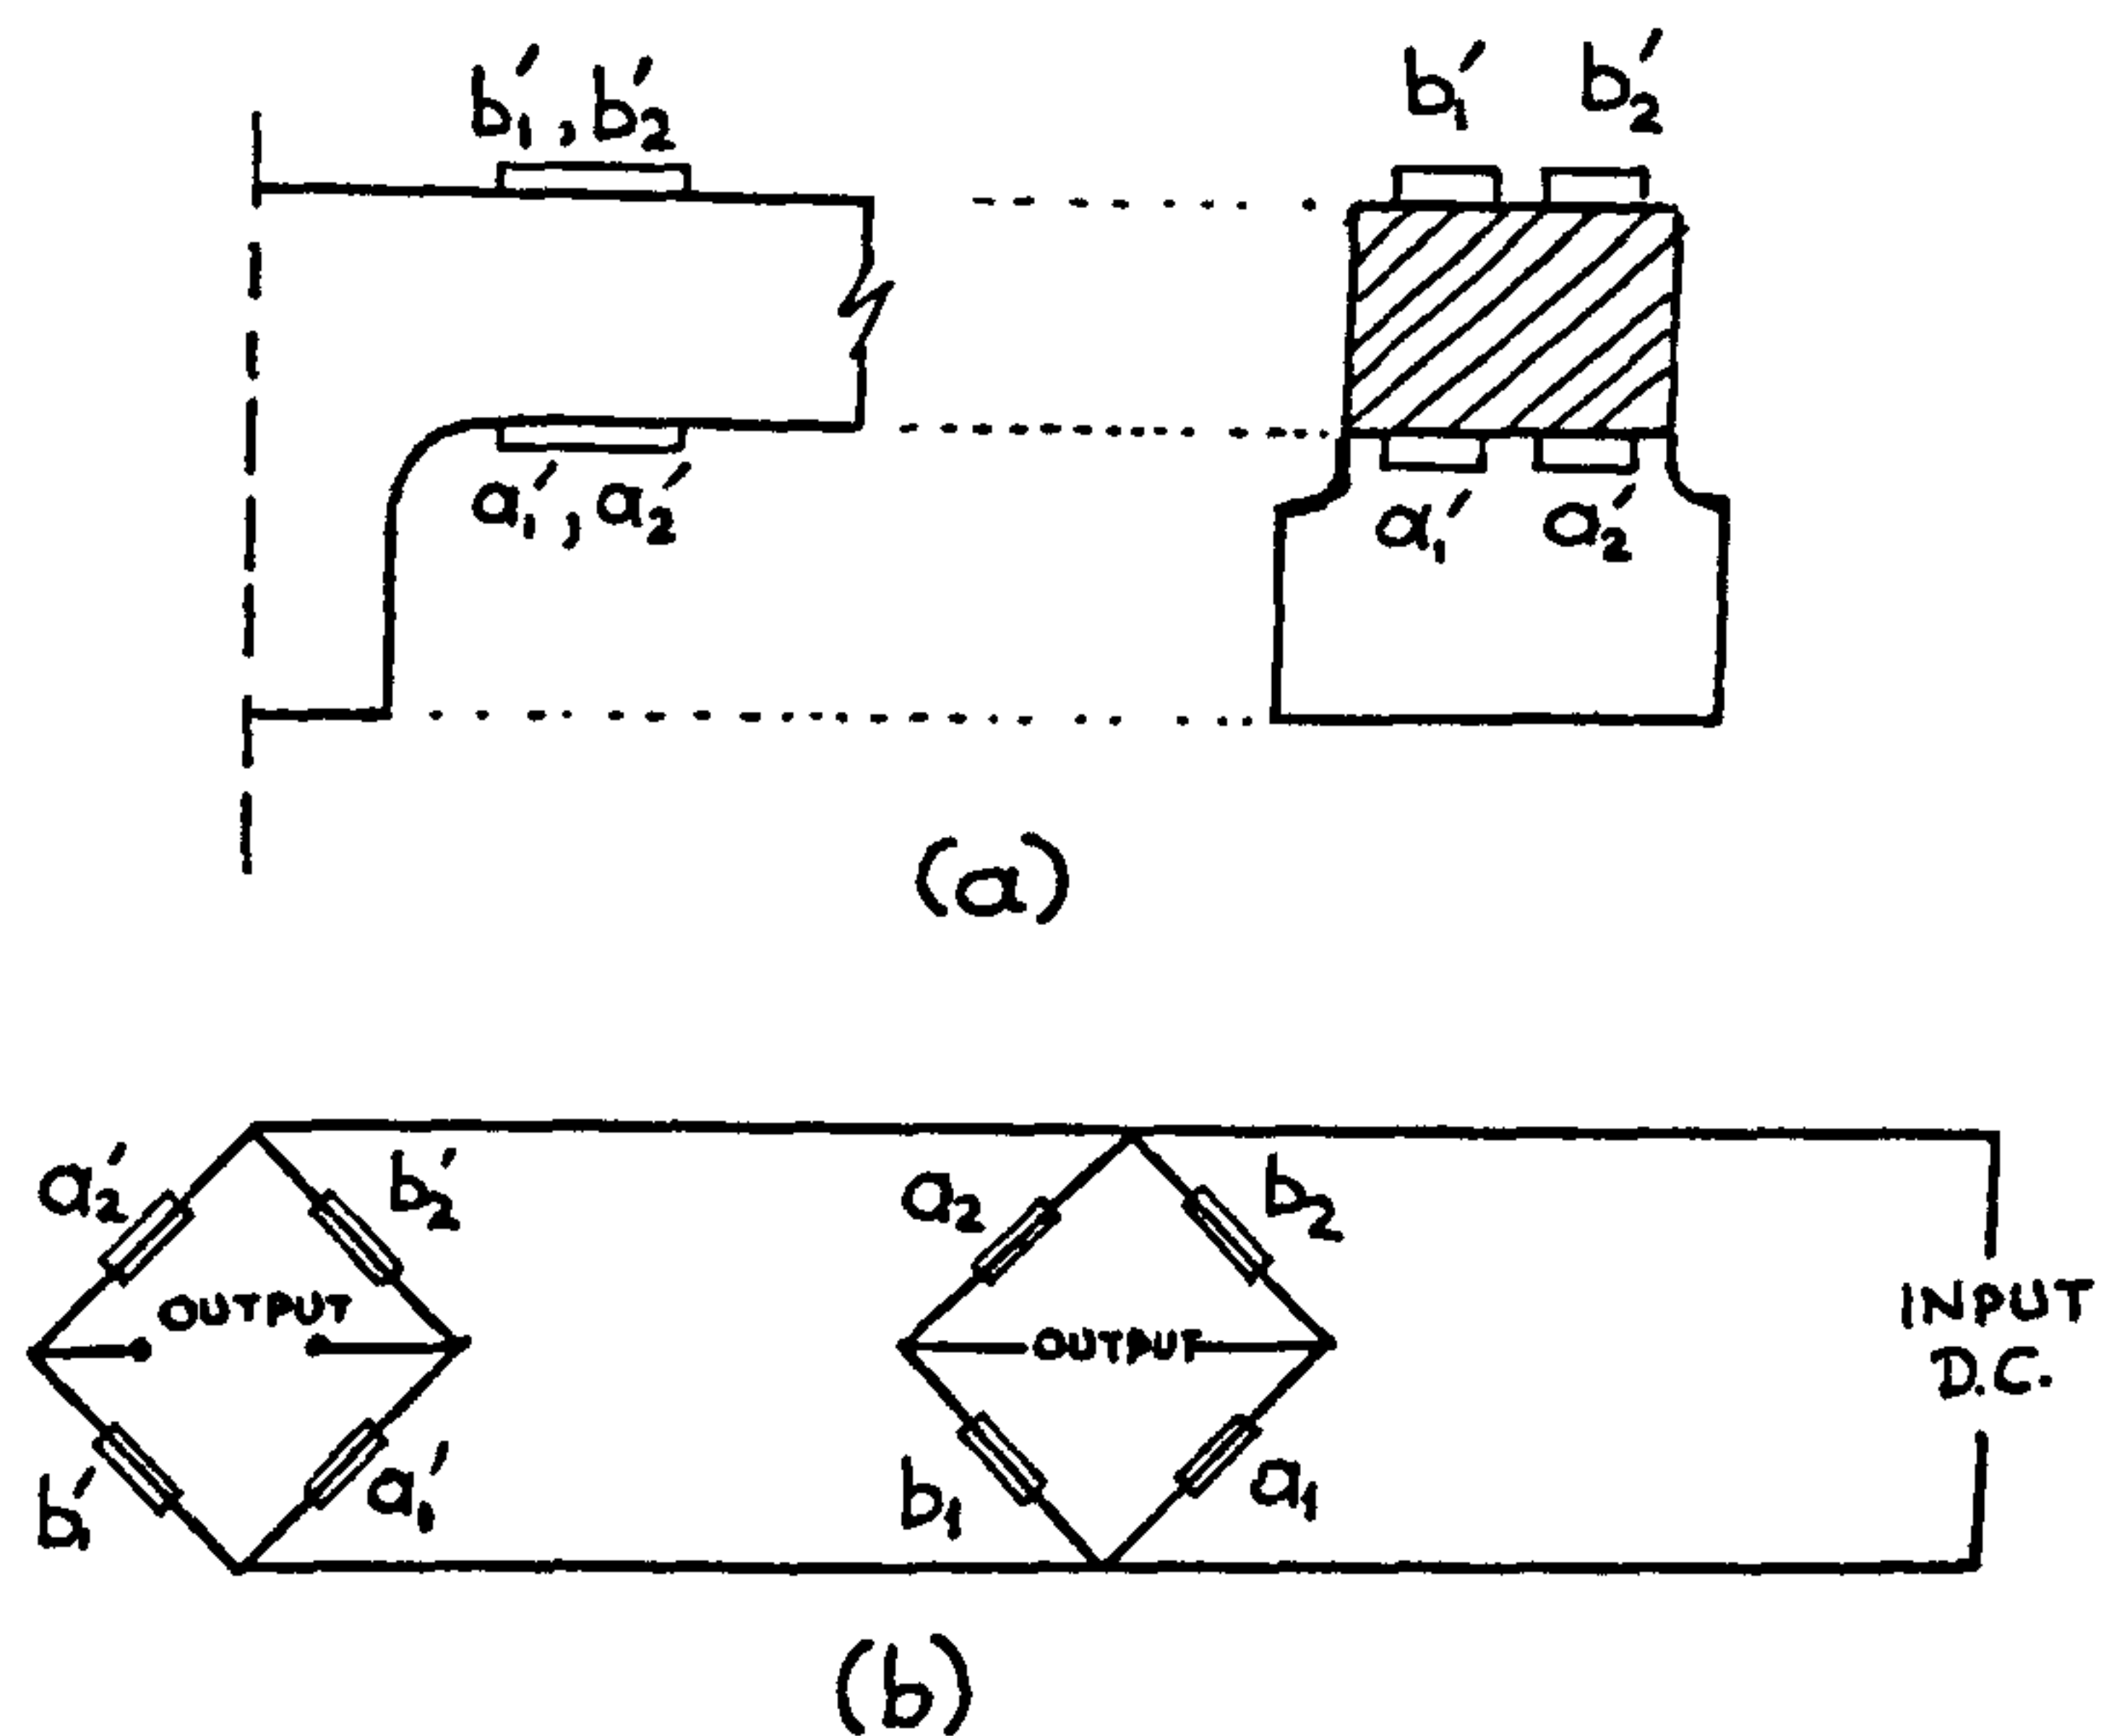 b₁′, b₂′
b₁′ b₂′
a₁′, a₂′
a₁′ a₂′
(a)
a₂′ b₂′ a₂ b₂
OUTPUT OUTPUT INPUT
D.C.
b₁′ a₁′ b₁ a₁
(b)